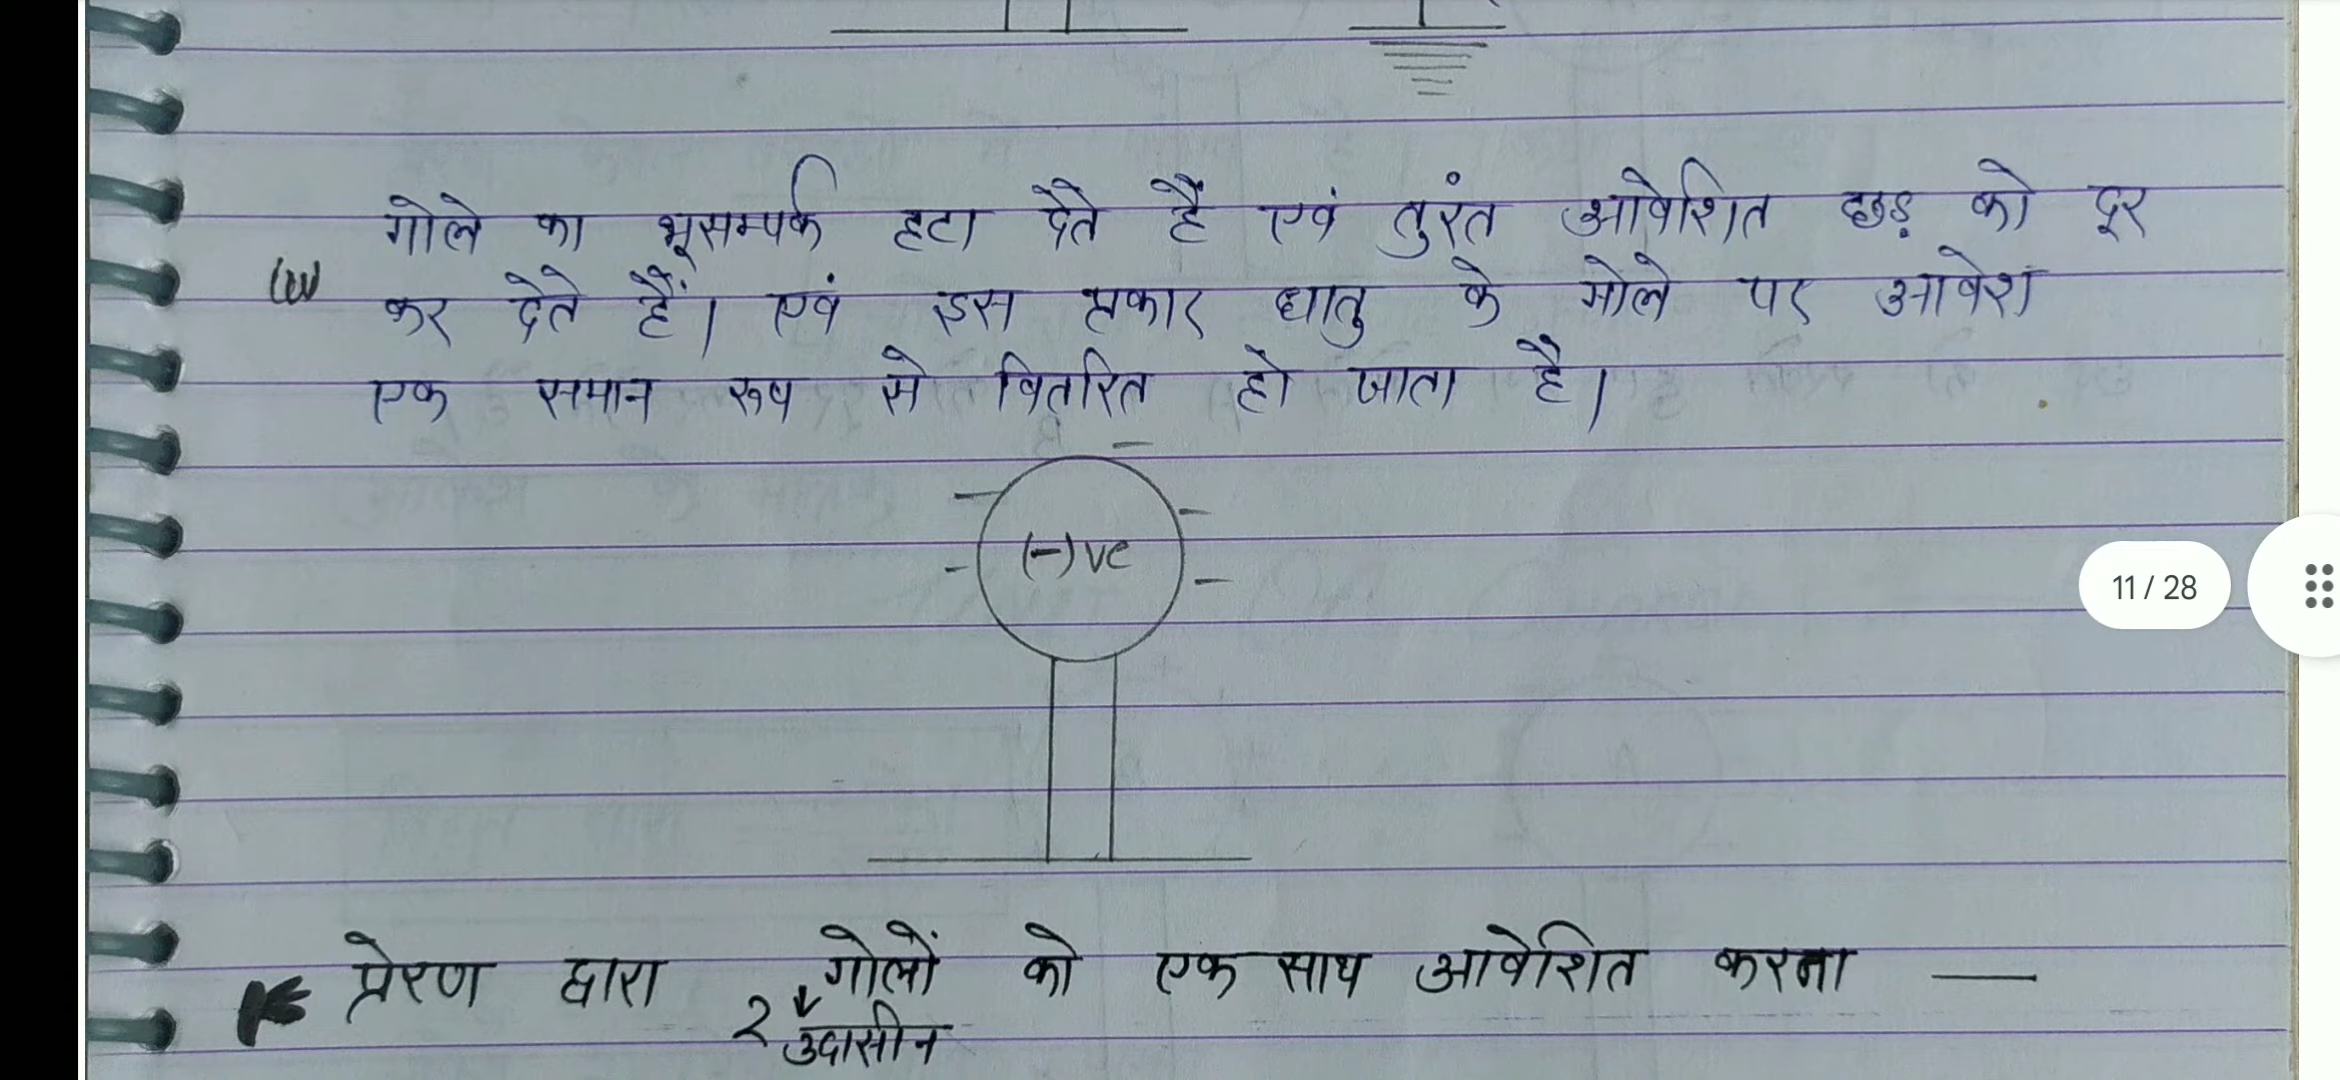 गोले का भूसम्पर्क हटा देते हैं एवं तुरंत आवेशित छड़ को दूर
(iv) कर देते हैं। एवं इस प्रकार धातु के गोले पर आवेश
एक समान रूप से वितरित हो जाता है।
(-)ve
11 / 28
प्रेरण द्वारा गोलों को एक साथ आवेशित करना —
2 उदासीन